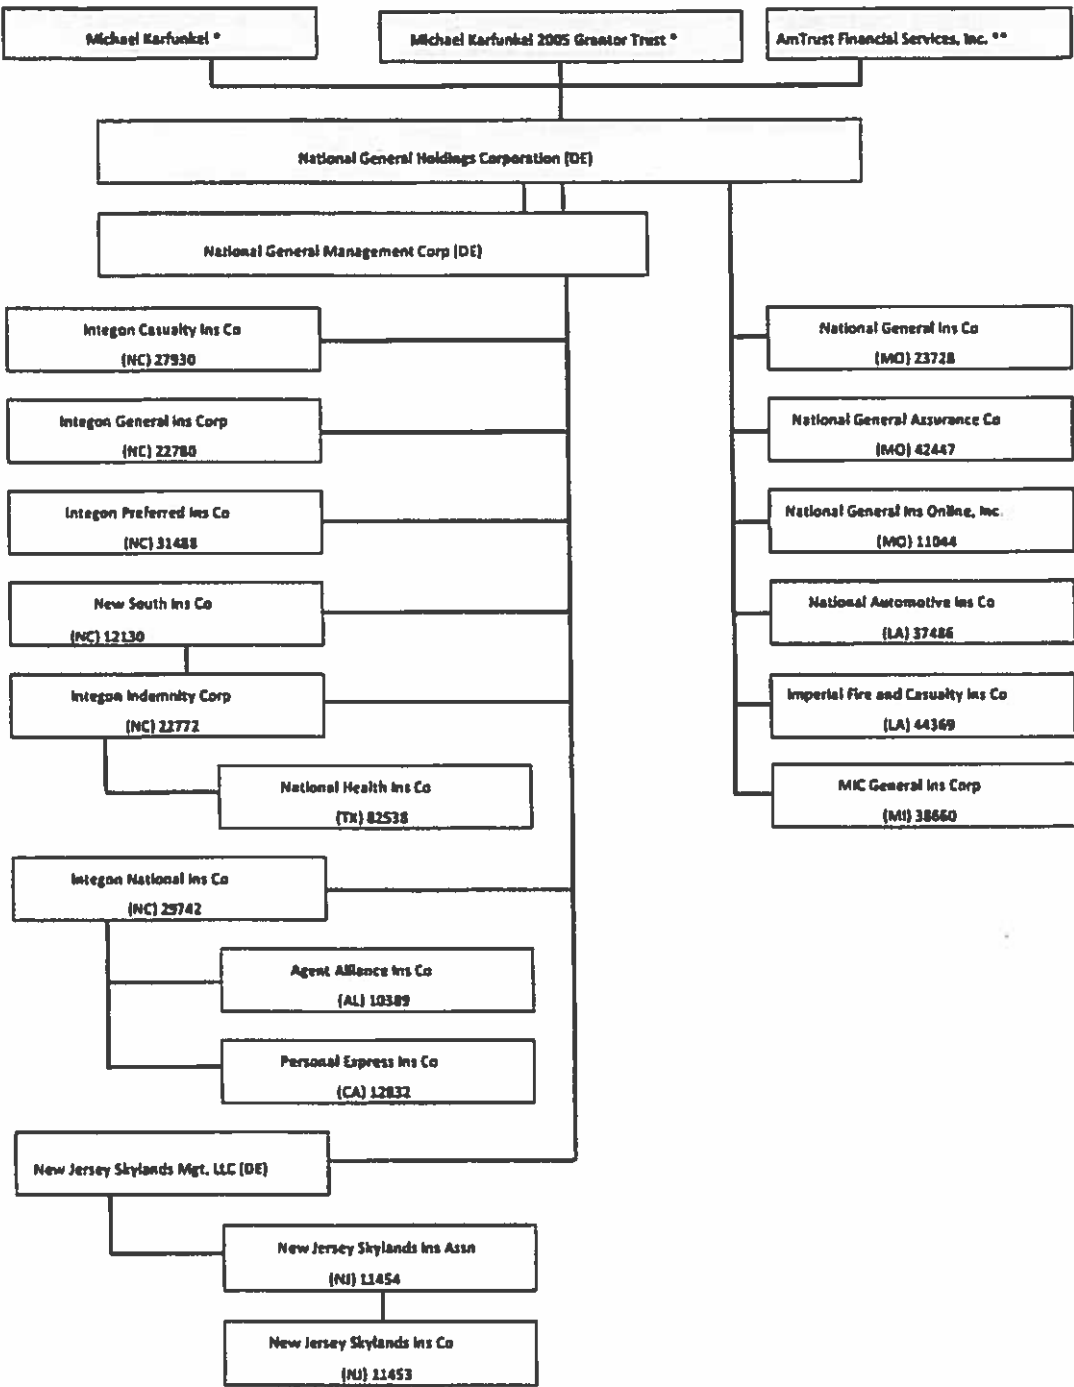 Michael Karfunkel *
Michael Karfunkel 2005 Grantor Trust *
AmTrust Financial Services, Inc. **
National General Holdings Corporation (DE)
National General Management Corp (DE)
Integon Casualty Ins Co
(NC) 27930
Integon General Ins Corp
(NC) 22780
Integon Preferred Ins Co
(NC) 31488
New South Ins Co
(NC) 12130
Integon Indemnity Corp
(NC) 22772
National Health Ins Co
(TX) 82538
Integon National Ins Co
(NC) 29742
Agent Alliance Ins Co
(AL) 10389
Personal Express Ins Co
(CA) 12832
New Jersey Skylands Mgt. LLC (DE)
New Jersey Skylands Ins Assn
(NJ) 11454
New Jersey Skylands Ins Co
(NJ) 11453
National General Ins Co
(MO) 23728
National General Assurance Co
(MO) 42447
National General Ins Online, Inc.
(MO) 11044
National Automotive Ins Co
(LA) 37486
Imperial Fire and Casualty Ins Co
(LA) 44369
MIC General Ins Corp
(MI) 38660